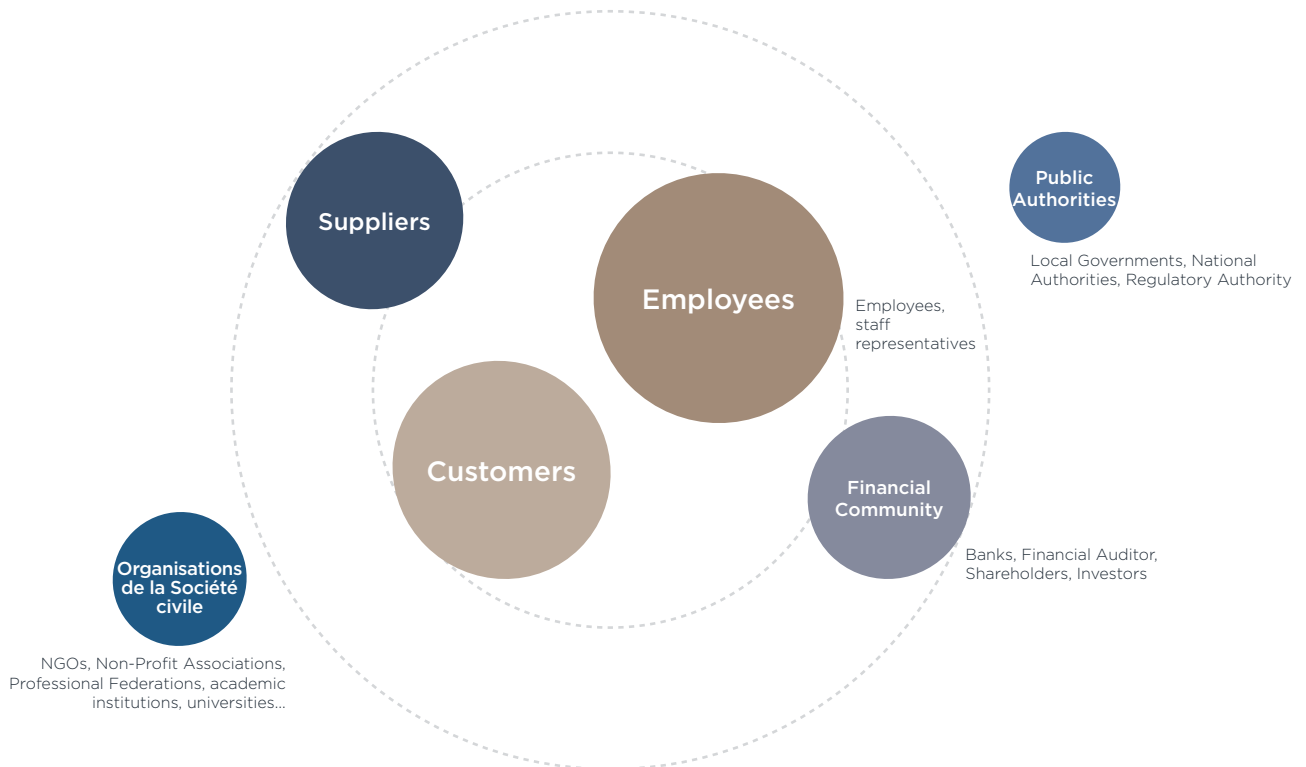 Suppliers
Public
Authorities
Local Governments, National
Authorities, Regulatory Authority
Employees
Employees,
staff
representatives
Customers
Financial
Community
Banks, Financial Auditor,
Shareholders, Investors
Organisations
de la Société
civile
NGOs, Non-Profit Associations,
Professional Federations, academic
institutions, universities...